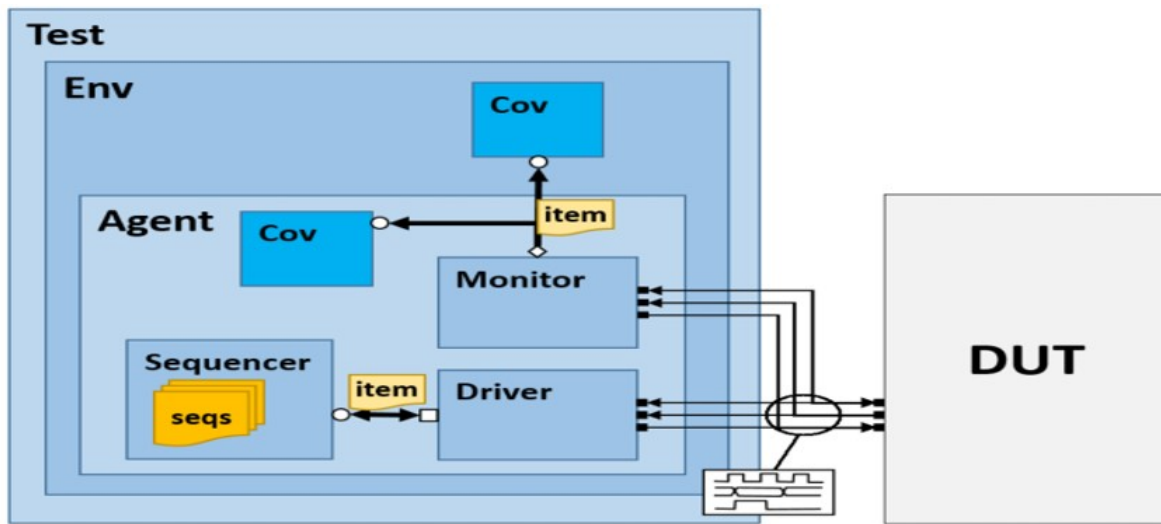 Test
Env
Cov
Agent
Cov
item
Monitor
Sequencer
seqs
item
Driver
DUT